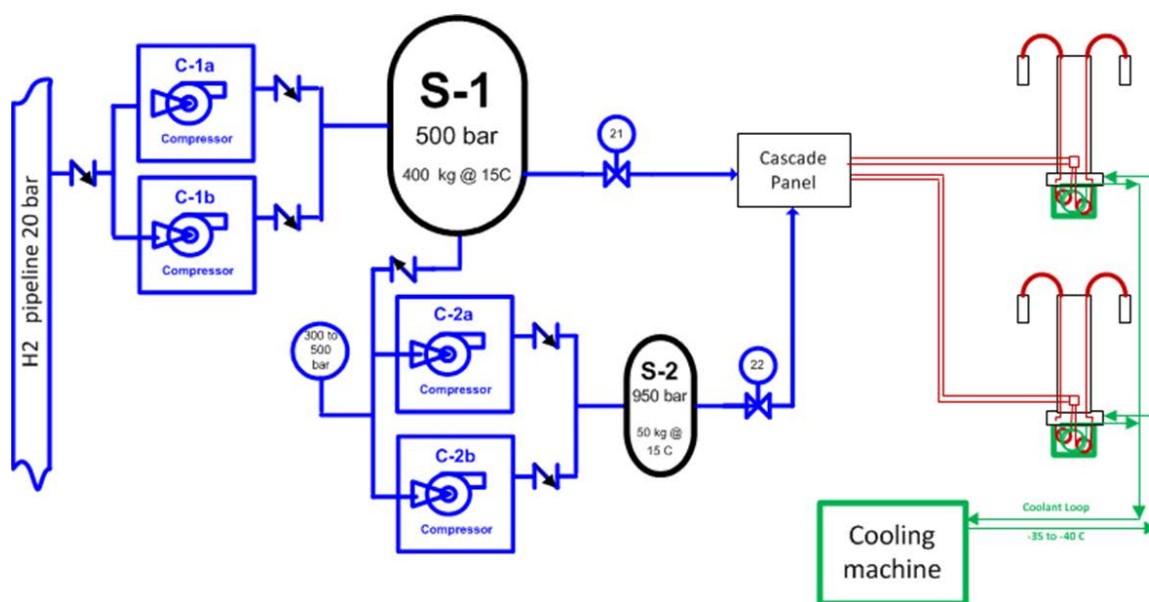 H2 pipeline 20 bar
C-1a
Compressor
C-1b
Compressor
S-1
500 bar
400 kg @ 15C
21
Cascade
Panel
300 to
500
bar
C-2a
Compressor
C-2b
Compressor
S-2
950 bar
50 kg @
15 C
22
Cooling
machine
Coolant Loop
-35 to -40 C